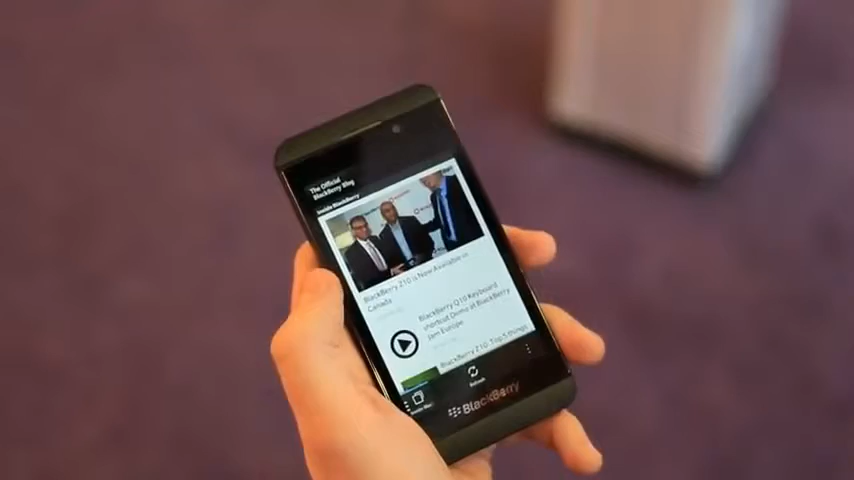 The Official
BlackBerry Blog
Inside BlackBerry
BlackBerry Z10 is Now Available in
Canada
BlackBerry Q10 Keyboard
shortcut Demo at BlackBerry
Jam Europe
BlackBerry Z10: Top 5 things
Refresh
BlackBerry